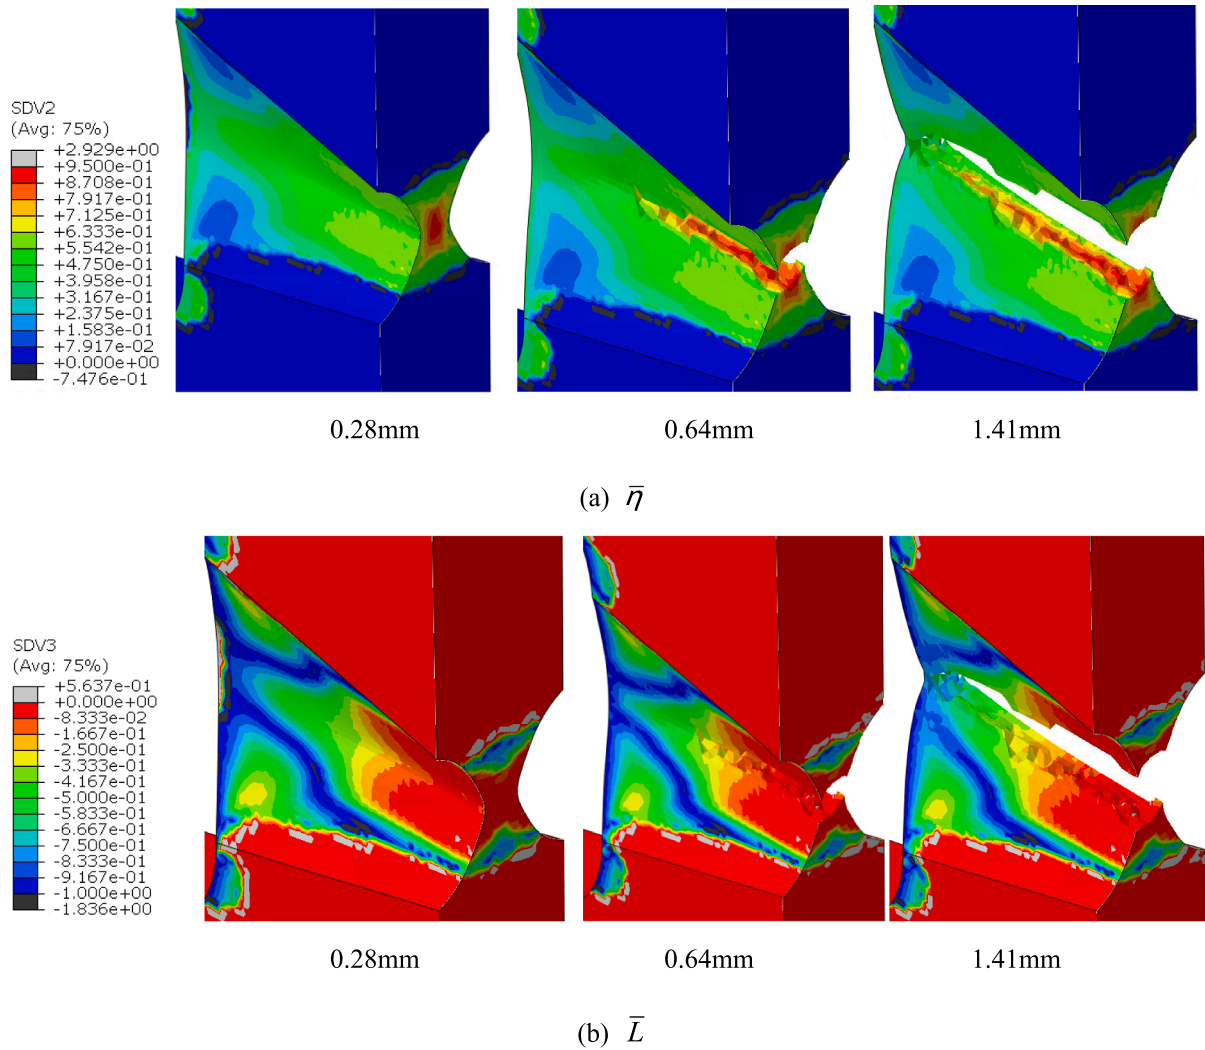 SDV2
(Avg: 75%)
+2.929e+00
+9.500e-01
+8.708e-01
+7.917e-01
+7.125e-01
+6.333e-01
+5.542e-01
+4.750e-01
+3.958e-01
+3.167e-01
+2.375e-01
+1.583e-01
+7.917e-02
+0.000e+00
-7.476e-01
0.28mm 0.64mm 1.41mm
(a) η̅
SDV3
(Avg: 75%)
+5.637e-01
+0.000e+00
-8.333e-02
-1.667e-01
-2.500e-01
-3.333e-01
-4.167e-01
-5.000e-01
-5.833e-01
-6.667e-01
-7.500e-01
-8.333e-01
-9.167e-01
-1.000e+00
-1.836e+00
0.28mm 0.64mm 1.41mm
(b) L̅